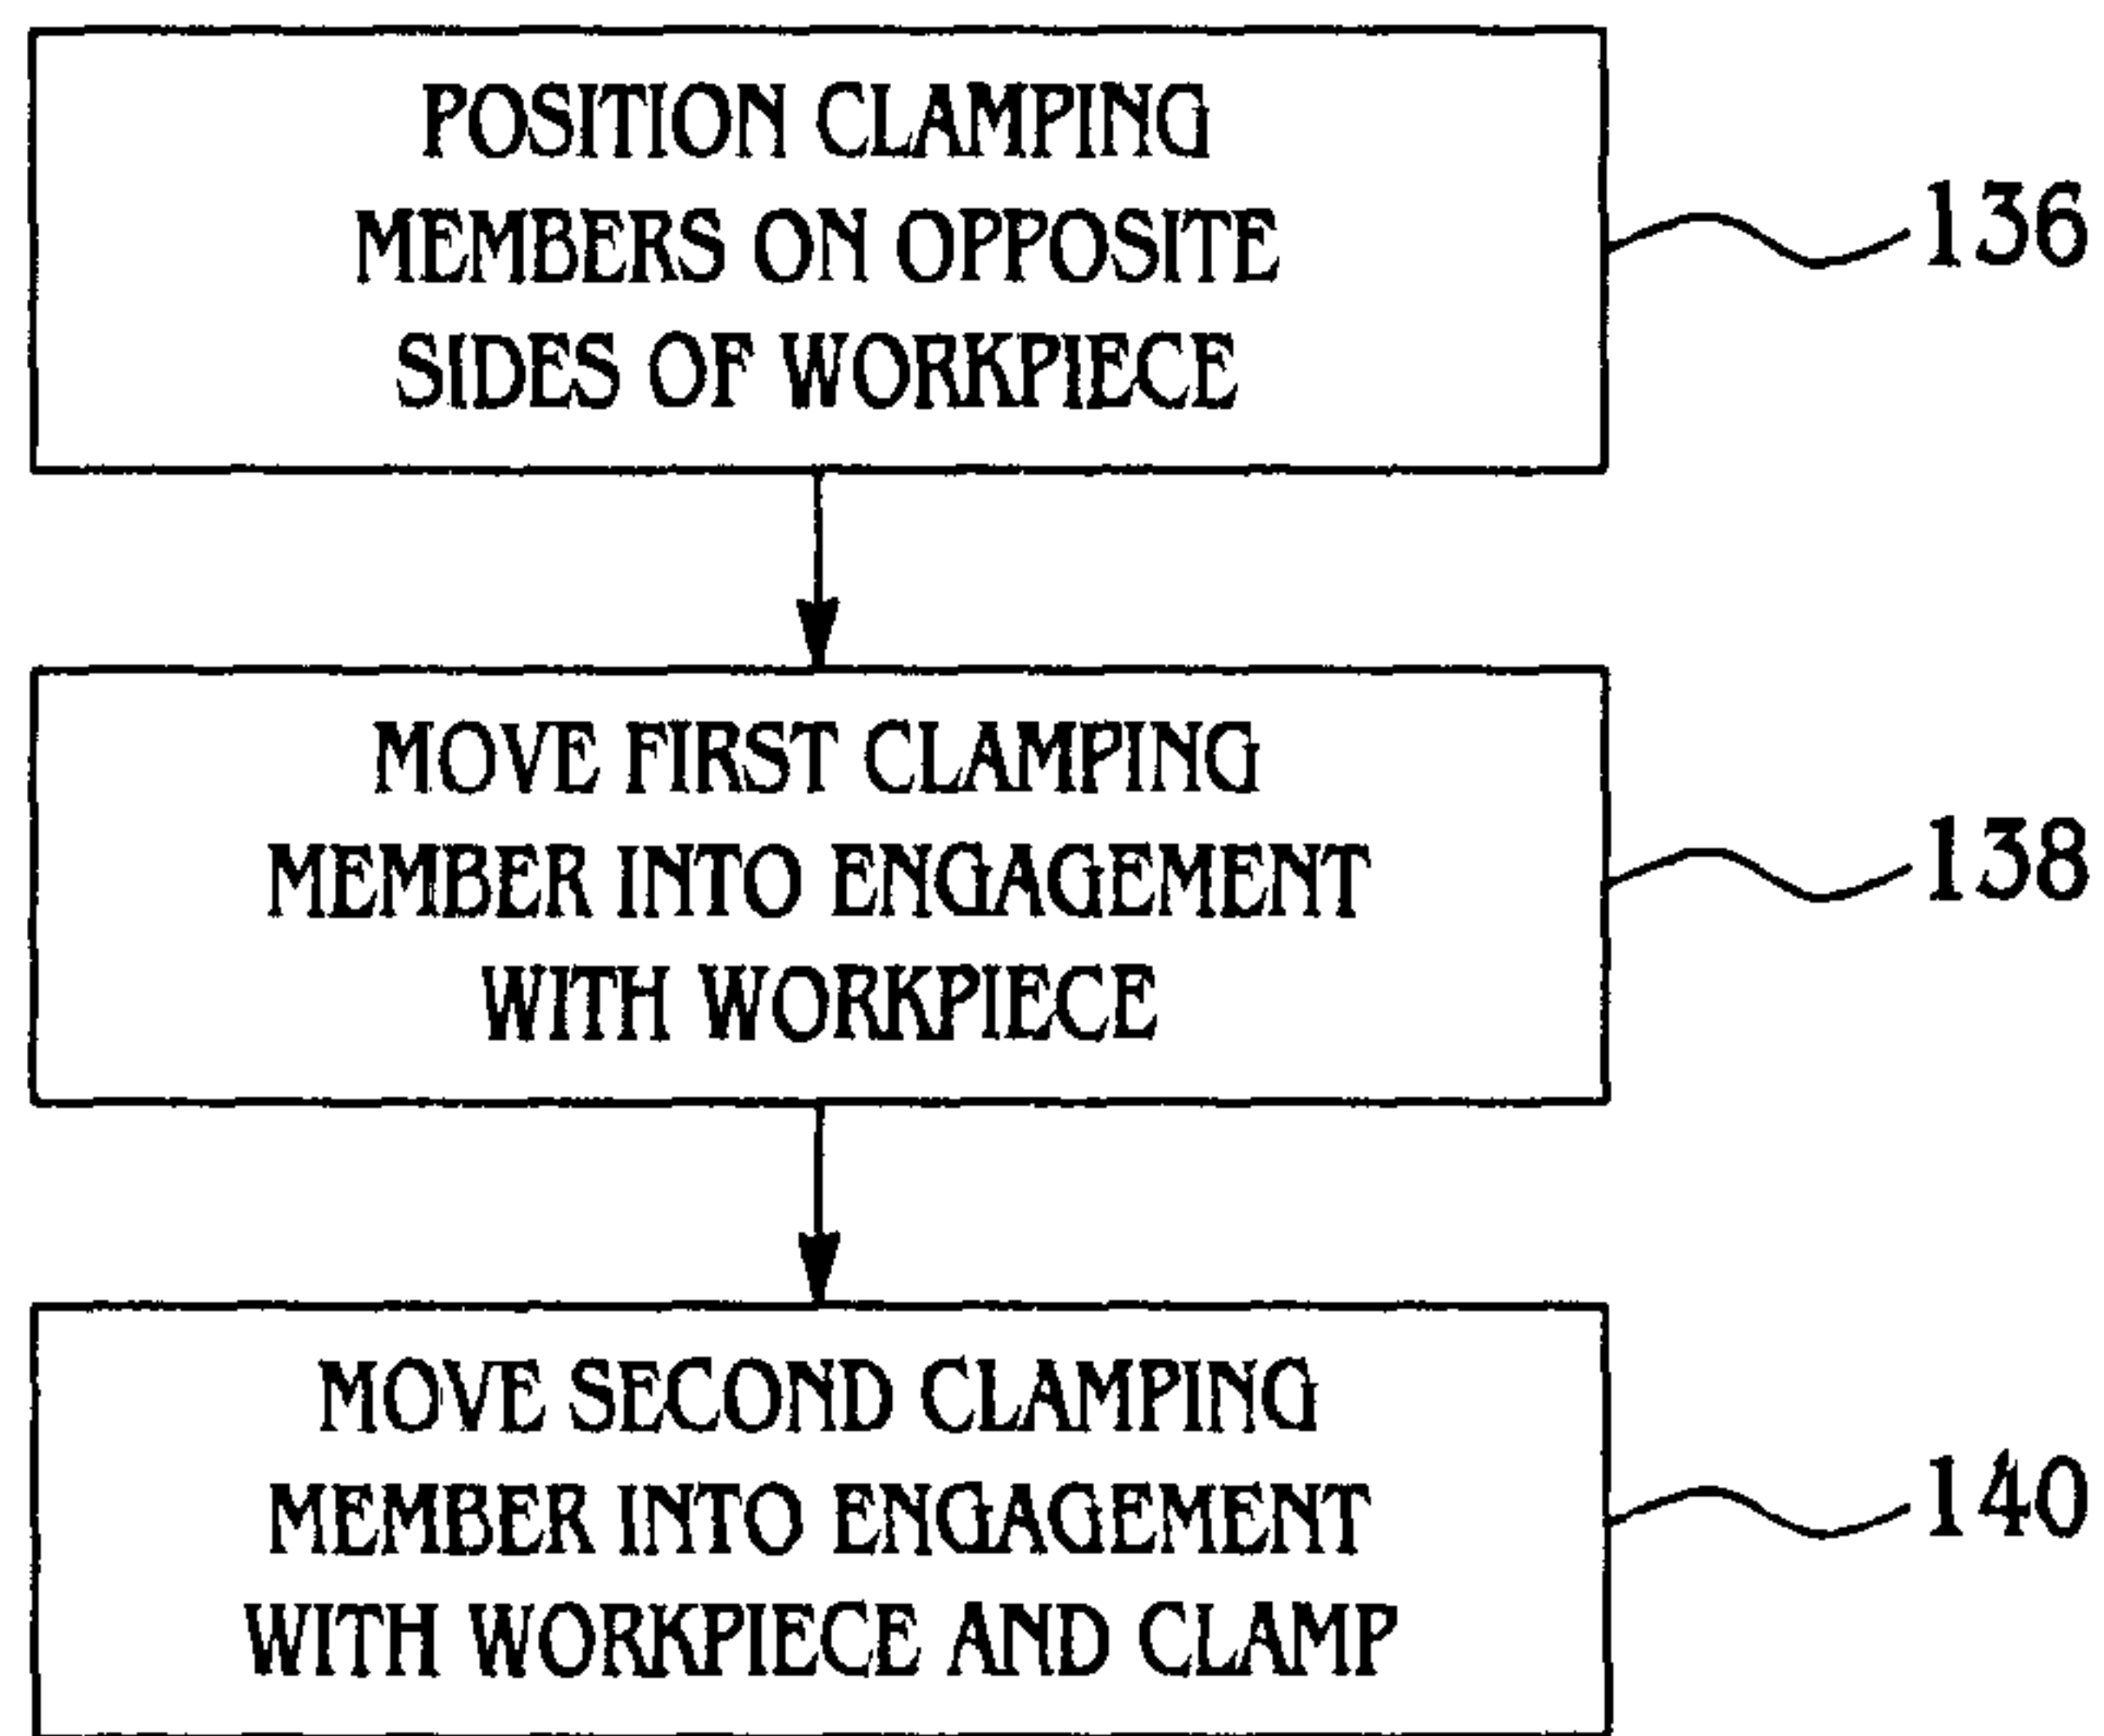 POSITION CLAMPING
MEMBERS ON OPPOSITE
SIDES OF WORKPIECE
136
MOVE FIRST CLAMPING
MEMBER INTO ENGAGEMENT
WITH WORKPIECE
138
MOVE SECOND CLAMPING
MEMBER INTO ENGAGEMENT
WITH WORKPIECE AND CLAMP
140